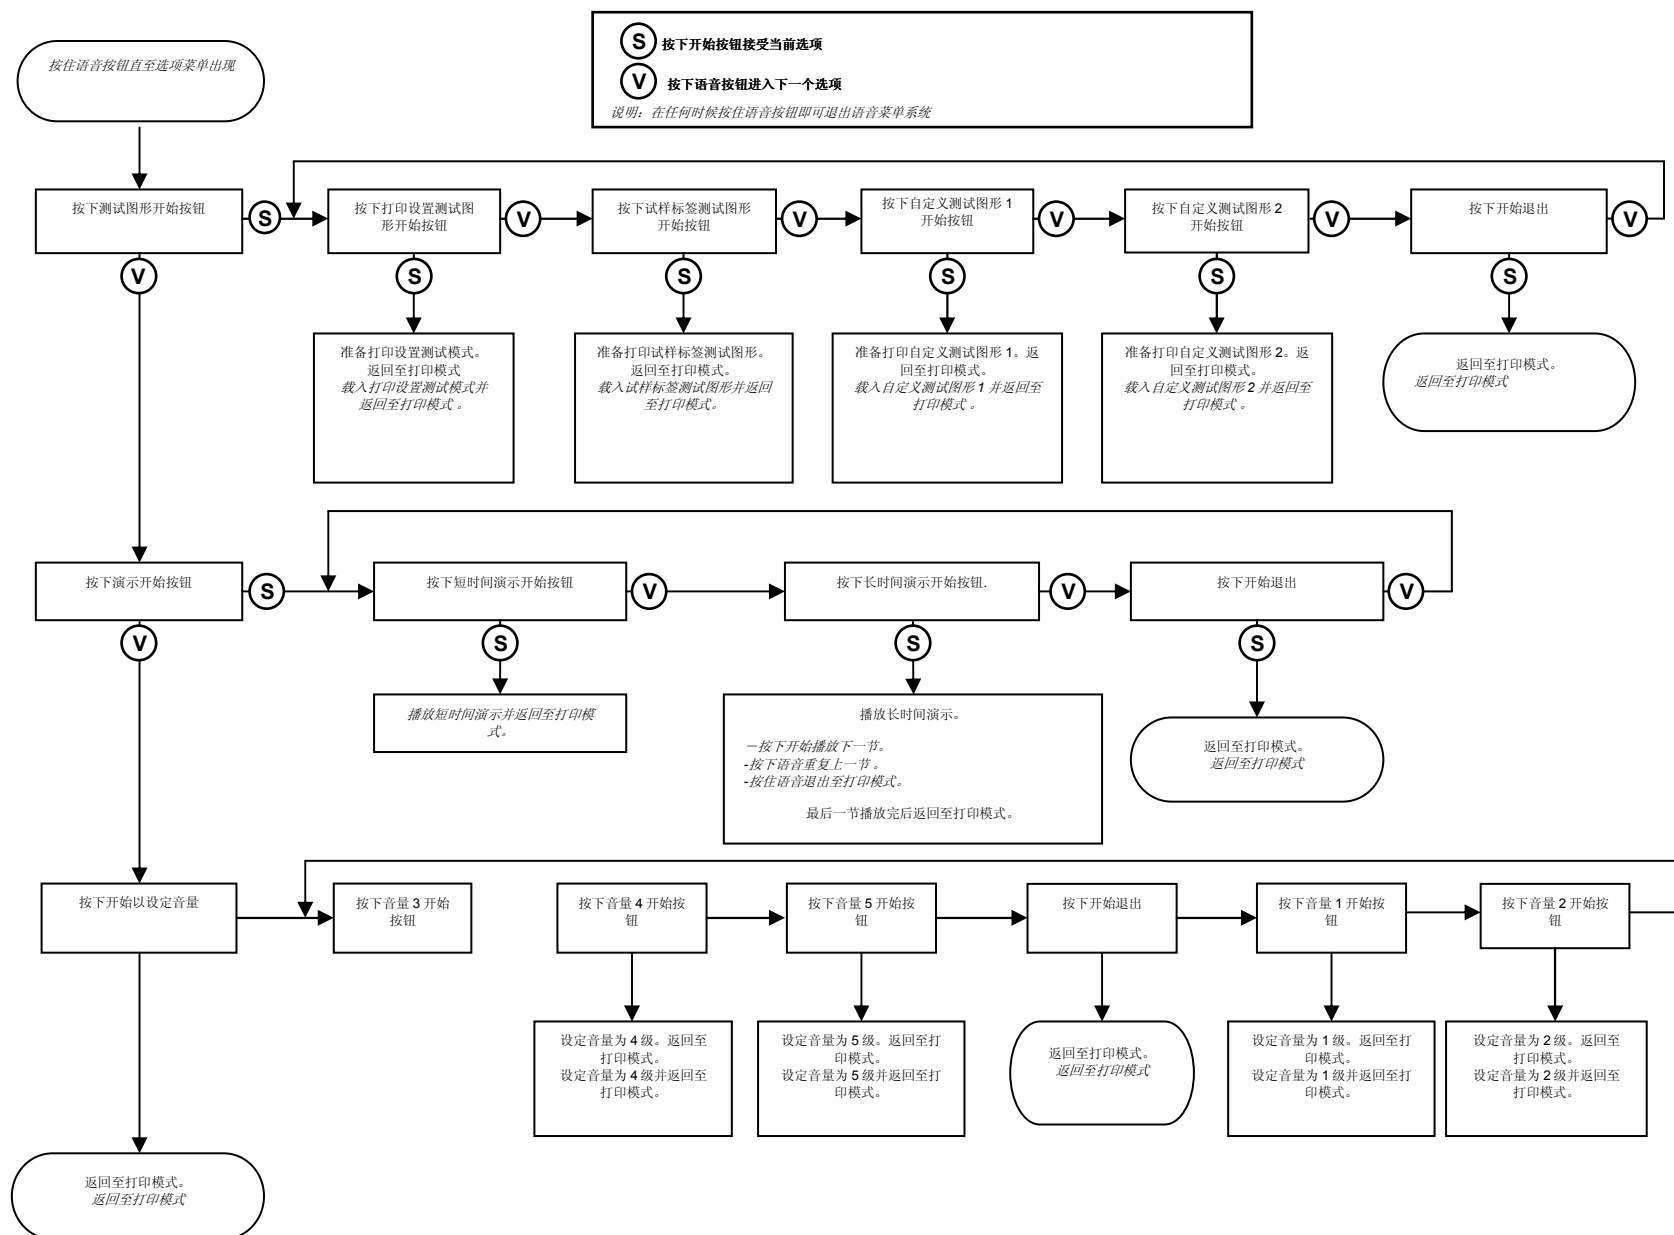 S 按下开始按钮接受当前选项
V 按下语音按钮进入下一个选项
说明：在任何时候按住语音按钮即可退出语音菜单系统
按住语音按钮直至选项菜单出现
按下测试图形开始按钮
S
按下打印设置测试图
形开始按钮
V
按下试样标签测试图形
开始按钮
V
按下自定义测试图形 1
开始按钮
V
按下自定义测试图形 2
开始按钮
V
按下开始退出
V
V
S
S
S
S
S
准备打印设置测试模式。
返回至打印模式
载入打印设置测试模式并
返回至打印模式 。
准备打印试样标签测试图形。
返回至打印模式。
载入试样标签测试图形并返回
至打印模式。
准备打印自定义测试图形 1。返
回至打印模式。
载入自定义测试图形 1 并返回至
打印模式 。
准备打印自定义测试图形 2。返
回至打印模式。
载入自定义测试图形 2 并返回至
打印模式 。
返回至打印模式。
返回至打印模式
按下演示开始按钮
S
按下短时间演示开始按钮
V
按下长时间演示开始按钮.
V
按下开始退出
V
V
S
S
S
播放短时间演示并返回至打印模
式。
播放长时间演示。
－按下开始播放下一节。
-按下语音重复上一节 。
-按住语音退出至打印模式。
最后一节播放完后返回至打印模式。
返回至打印模式。
返回至打印模式
按下开始以设定音量
按下音量 3 开始
按钮
按下音量 4 开始按
钮
按下音量 5 开始按
钮
按下开始退出
按下音量 1 开始按
钮
按下音量 2 开始按
钮
设定音量为 4 级。返回至
打印模式。
设定音量为 4 级并返回至
打印模式。
设定音量为 5 级。返回至打
印模式。
设定音量为 5 级并返回至打
印模式。
返回至打印模式。
返回至打印模式
设定音量为 1 级。返回至打
印模式。
设定音量为 1 级并返回至打
印模式。
设定音量为 2 级。返回至
打印模式。
设定音量为 2 级并返回至
打印模式。
返回至打印模式。
返回至打印模式